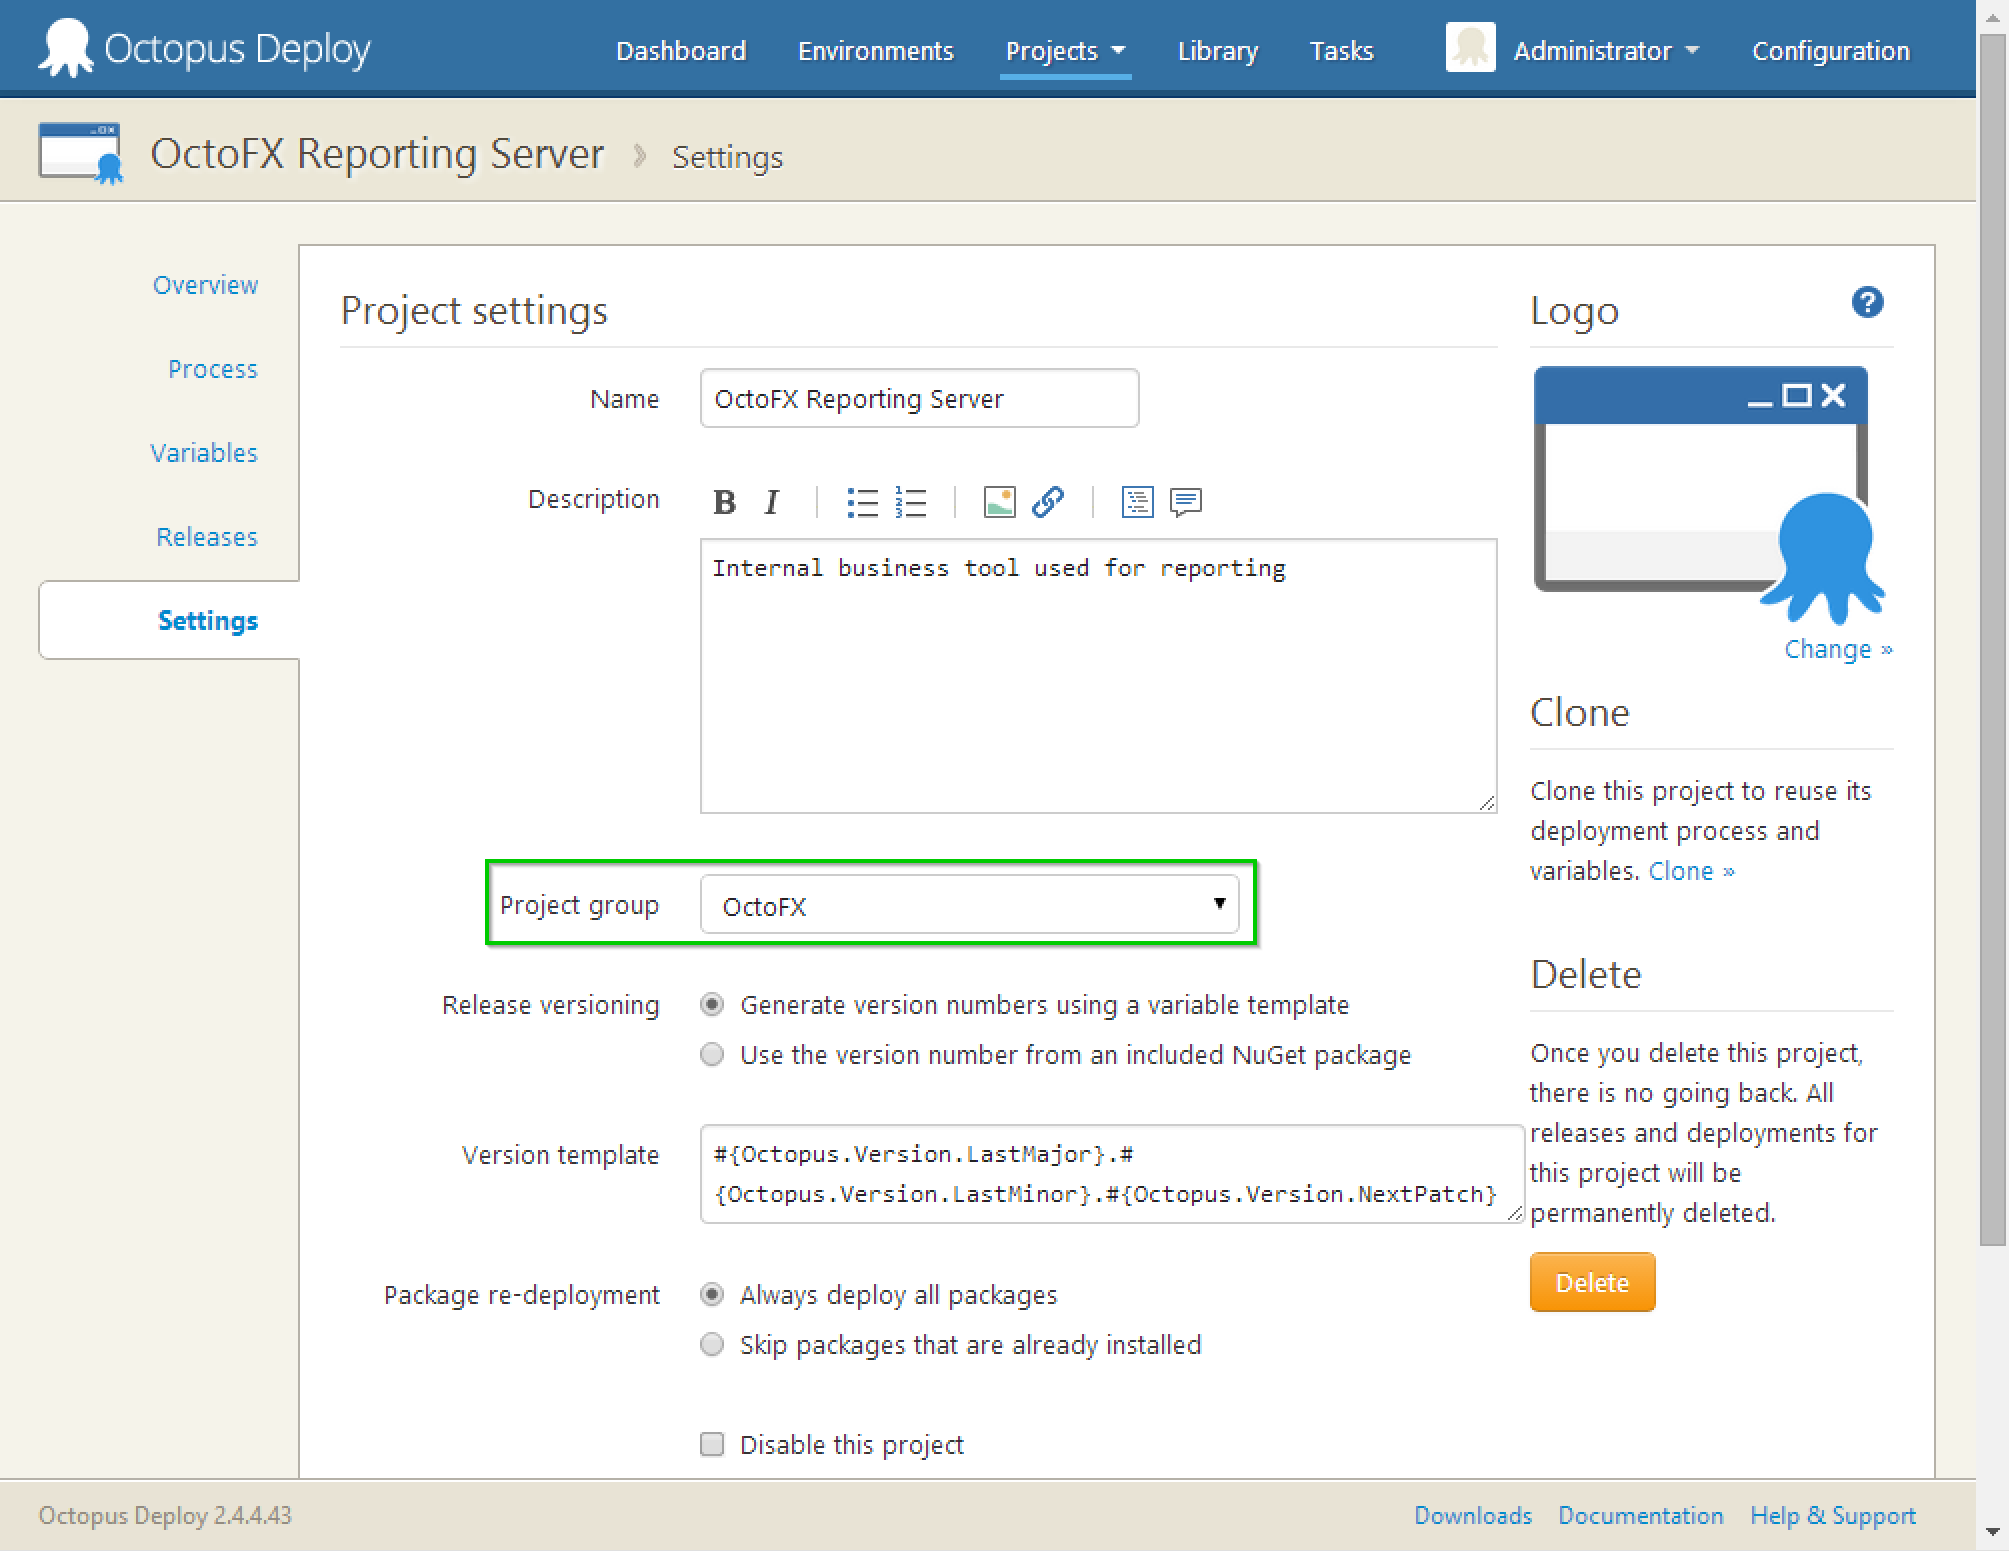 Octopus Deploy
Dashboard Environments Projects Library Tasks Administrator Configuration
OctoFX Reporting Server Settings
Overview
Process
Variables
Releases
Settings
Project settings
Name OctoFX Reporting Server
Description B I
Internal business tool used for reporting
Project group OctoFX
Release versioning Generate version numbers using a variable template
Use the version number from an included NuGet package
Version template #{Octopus.Version.LastMajor}.#
{Octopus.Version.LastMinor}.#{Octopus.Version.NextPatch}
Package re-deployment Always deploy all packages
Skip packages that are already installed
Disable this project
Logo ?
Change »
Clone
Clone this project to reuse its
deployment process and
variables. Clone »
Delete
Once you delete this project,
there is no going back. All
releases and deployments for
this project will be
permanently deleted.
Delete
Octopus Deploy 2.4.4.43
Downloads Documentation Help & Support